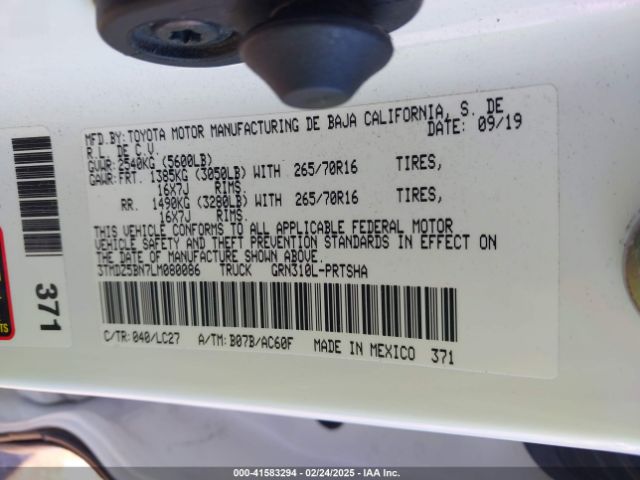 MFD.BY: TOYOTA MOTOR MANUFACTURING DE BAJA CALIFORNIA, S. DE
R.L. DE C.V. DATE: 09/19
GVWR: 2540KG (5600LB)
GAWR: FRT. 1385KG (3050LB) WITH 265/70R16 TIRES,
16X7J RIMS.
RR. 1490KG (3280LB) WITH 265/70R16 TIRES,
16X7J RIMS.
THIS VEHICLE CONFORMS TO ALL APPLICABLE FEDERAL MOTOR
VEHICLE SAFETY AND THEFT PREVENTION STANDARDS IN EFFECT ON
THE DATE OF MANUFACTURE SHOWN ABOVE.
3TMDZ5BN7LM080086 TRUCK GRN310L-PRTSHA
C/TR: 040/LC27 A/TM: B07B/AC60F MADE IN MEXICO 371
371
000-41583294 - 02/24/2025 - IAA Inc.